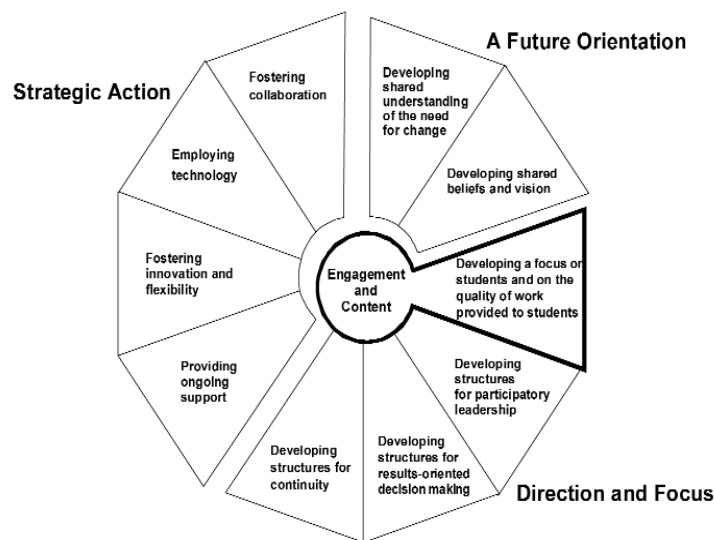 A Future Orientation
Strategic Action
Fostering
collaboration
Developing
shared
understanding
of the need
for change
Employing
technology
Developing shared
beliefs and vision
Fostering
innovation and
flexibility
Engagement
and
Content
Developing a focus on
students and on the
quality of work
provided to students
Providing
ongoing
support
Developing
structures
for participatory
leadership
Developing
structures for
continuity
Developing
structures for
results-oriented
decision making
Direction and Focus